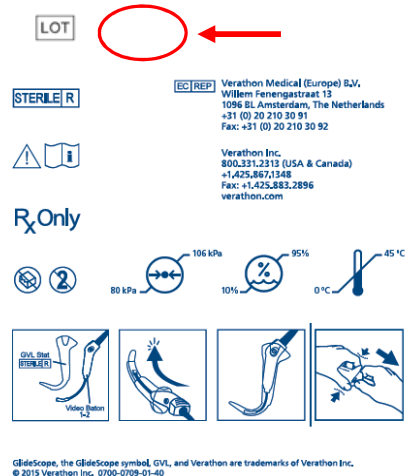 LOT
STERILE R
EC REP Verathon Medical (Europe) B.V.
Willem Fenengastraat 13
1096 BL Amsterdam, The Netherlands
+31 (0) 20 210 30 91
Fax: +31 (0) 20 210 30 92
Verathon Inc.
800.331.2313 (USA & Canada)
+1.425.867.1348
Fax: +1.425.883.2896
verathon.com
i
Rx Only
2
106 kPa
80 kPa
95%
%
10%
45 °C
0 °C
GVL Stat
STERILE R
Video Baton
1-2
GlideScope, the GlideScope symbol, GVL, and Verathon are trademarks of Verathon Inc.
© 2015 Verathon Inc. 0700-0709-01-40